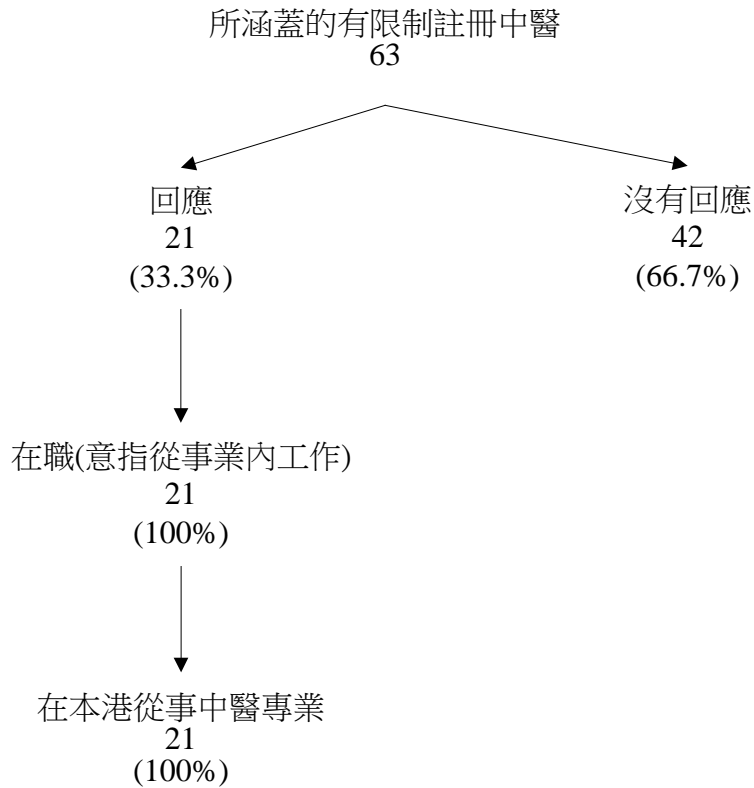 所涵蓋的有限制註冊中醫
63
回應
21
(33.3%)
沒有回應
42
(66.7%)
在職(意指從事業內工作)
21
(100%)
在本港從事中醫專業
21
(100%)